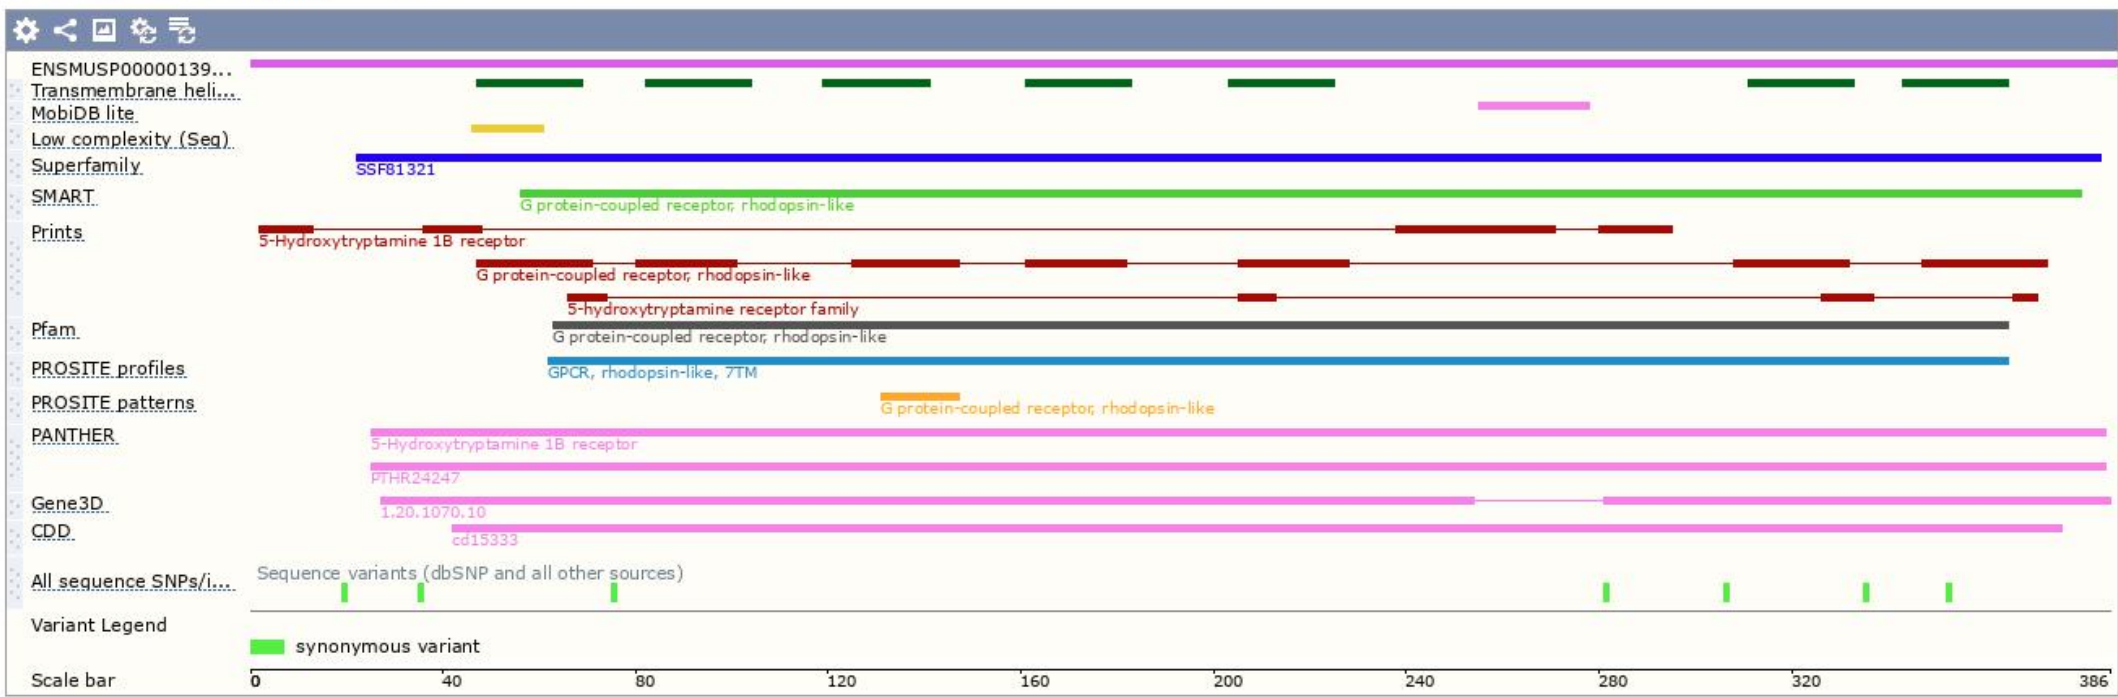 ENSMUSP00000139...
Transmembrane heli...
MobiDB lite
Low complexity (Seg)
Superfamily
SSF81321
SMART
G protein-coupled receptor, rhodopsin-like
Prints
5-Hydroxytryptamine 1B receptor
G protein-coupled receptor, rhodopsin-like
5-hydroxytryptamine receptor family
Pfam
G protein-coupled receptor, rhodopsin-like
PROSITE profiles
GPCR, rhodopsin-like, 7TM
PROSITE patterns
G protein-coupled receptor, rhodopsin-like
PANTHER
5-Hydroxytryptamine 1B receptor
PTHR24247
Gene3D
1.20.1070.10
CDD
cd15333
Sequence variants (dbSNP and all other sources)
All sequence SNPs/i...
Variant Legend
synonymous variant
Scale bar 0 40 80 120 160 200 240 280 320 386